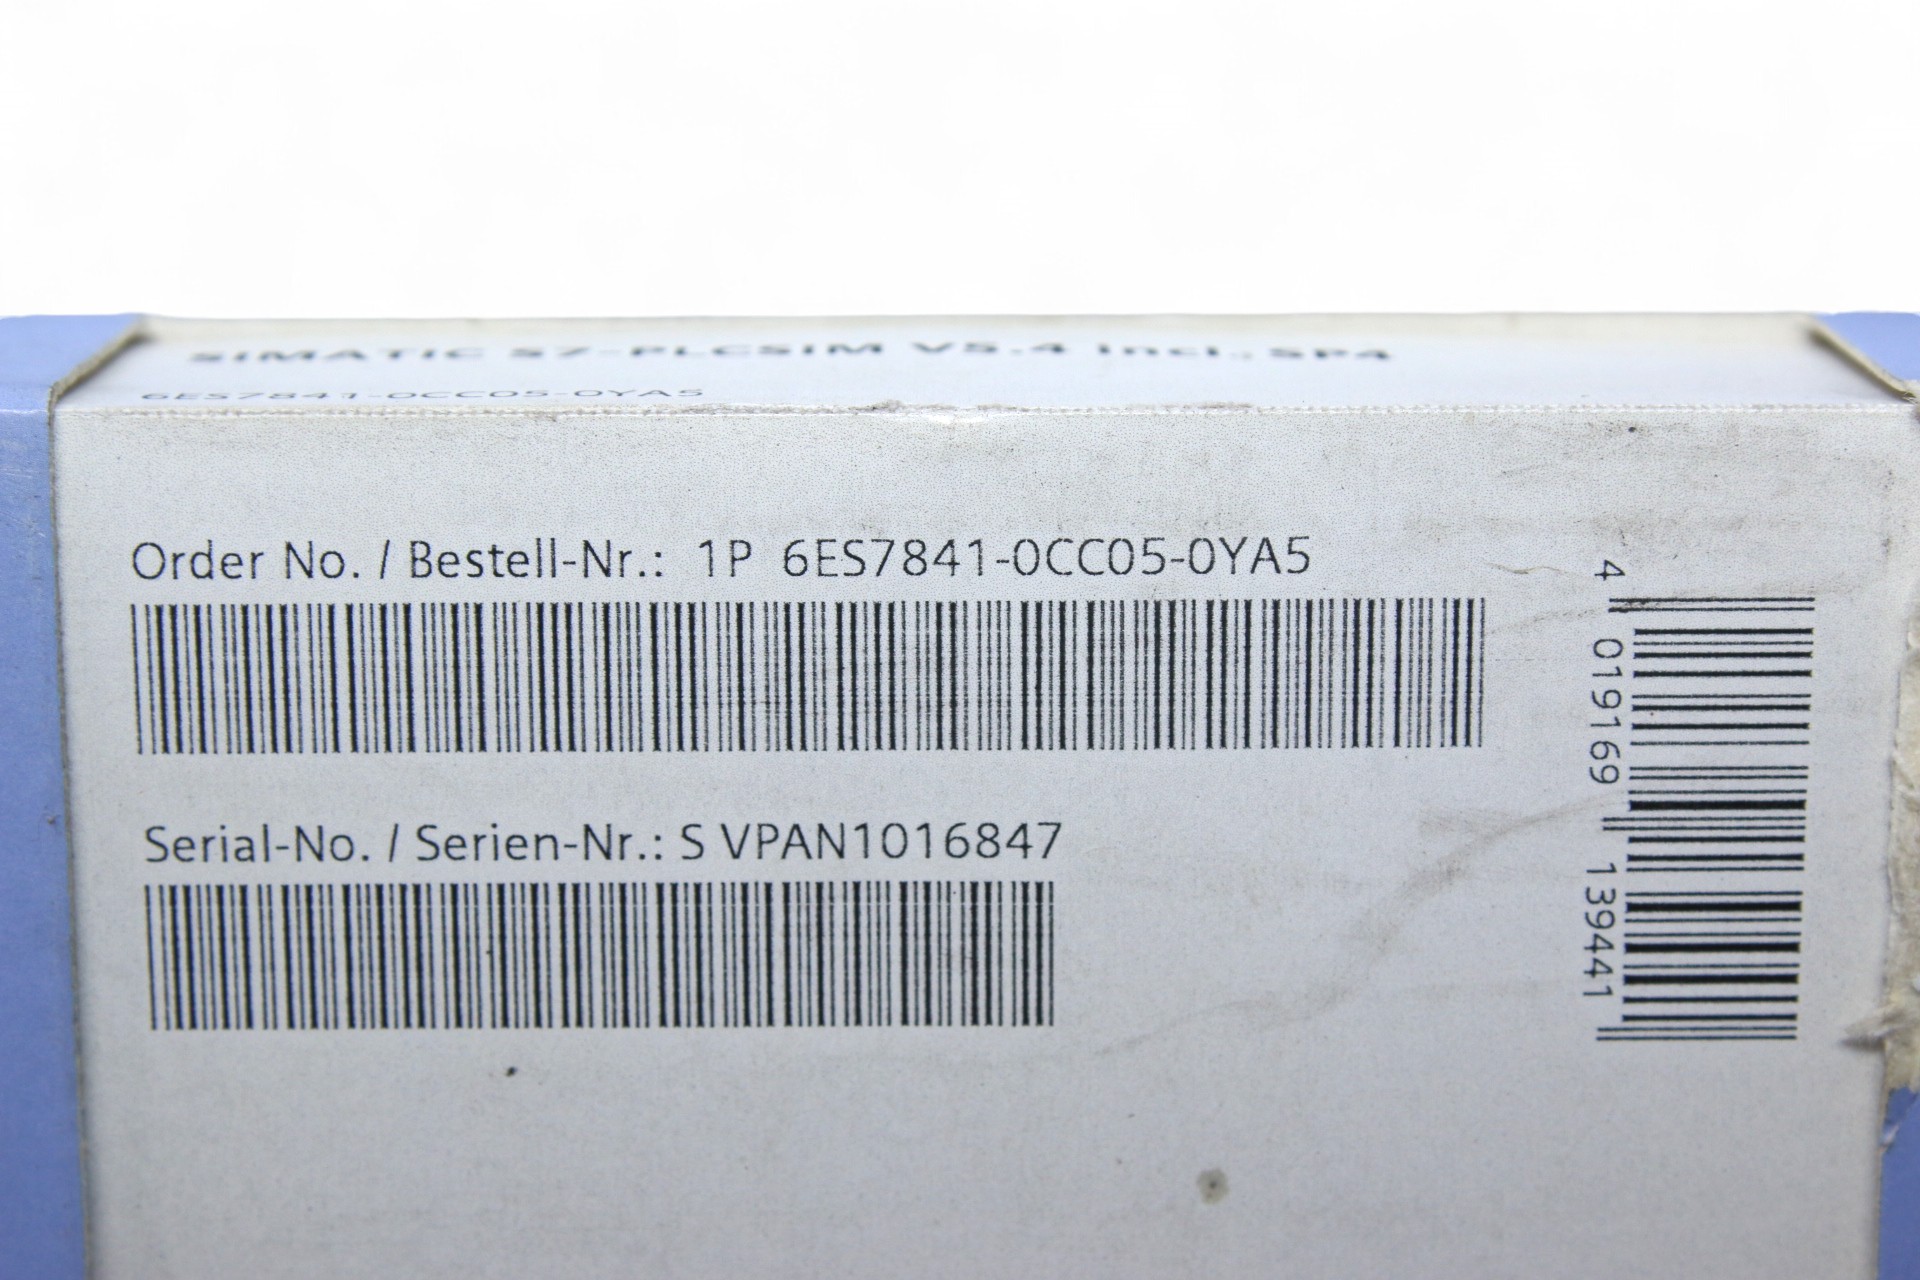 SIMATIC S7-PLCSIM V5.4 incl. SP4
6ES7841-0CC05-0YA5
Order No. / Bestell-Nr.: 1P 6ES7841-0CC05-0YA5
Serial-No. / Serien-Nr.: S VPAN1016847
4 019169 139441